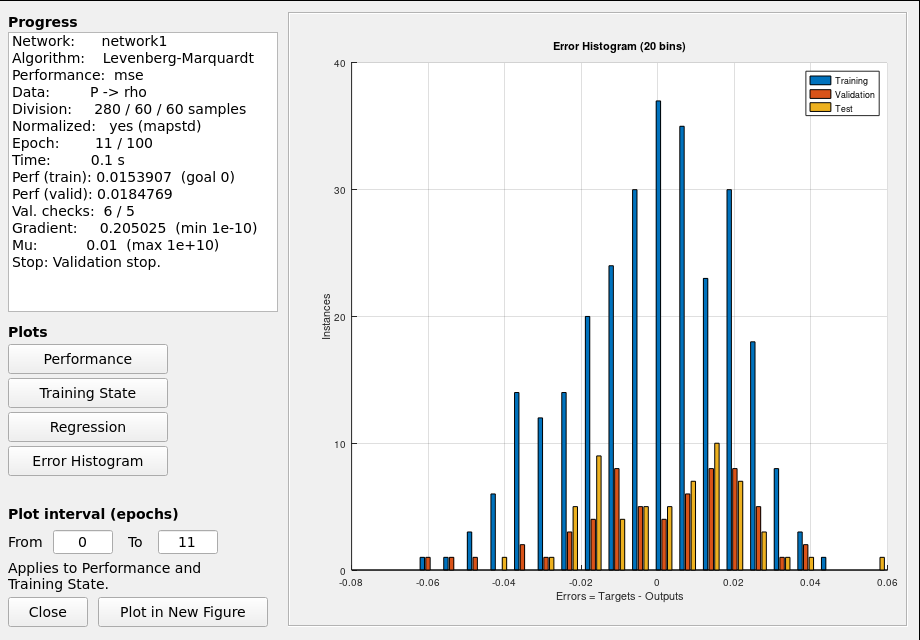 Progress
Network: network1
Algorithm: Levenberg-Marquardt
Performance: mse
Data: P -> rho
Division: 280 / 60 / 60 samples
Normalized: yes (mapstd)
Epoch: 11 / 100
Time: 0.1 s
Perf (train): 0.0153907 (goal 0)
Perf (valid): 0.0184769
Val. checks: 6 / 5
Gradient: 0.205025 (min 1e-10)
Mu: 0.01 (max 1e+10)
Stop: Validation stop.
Plots
Performance
Training State
Regression
Error Histogram
Plot interval (epochs)
From 0 To 11
Applies to Performance and
Training State.
Close Plot in New Figure
Error Histogram (20 bins)
Training
Validation
Test
40
30
20
10
0
Instances
-0.08 -0.06 -0.04 -0.02 0 0.02 0.04 0.06
Errors = Targets - Outputs